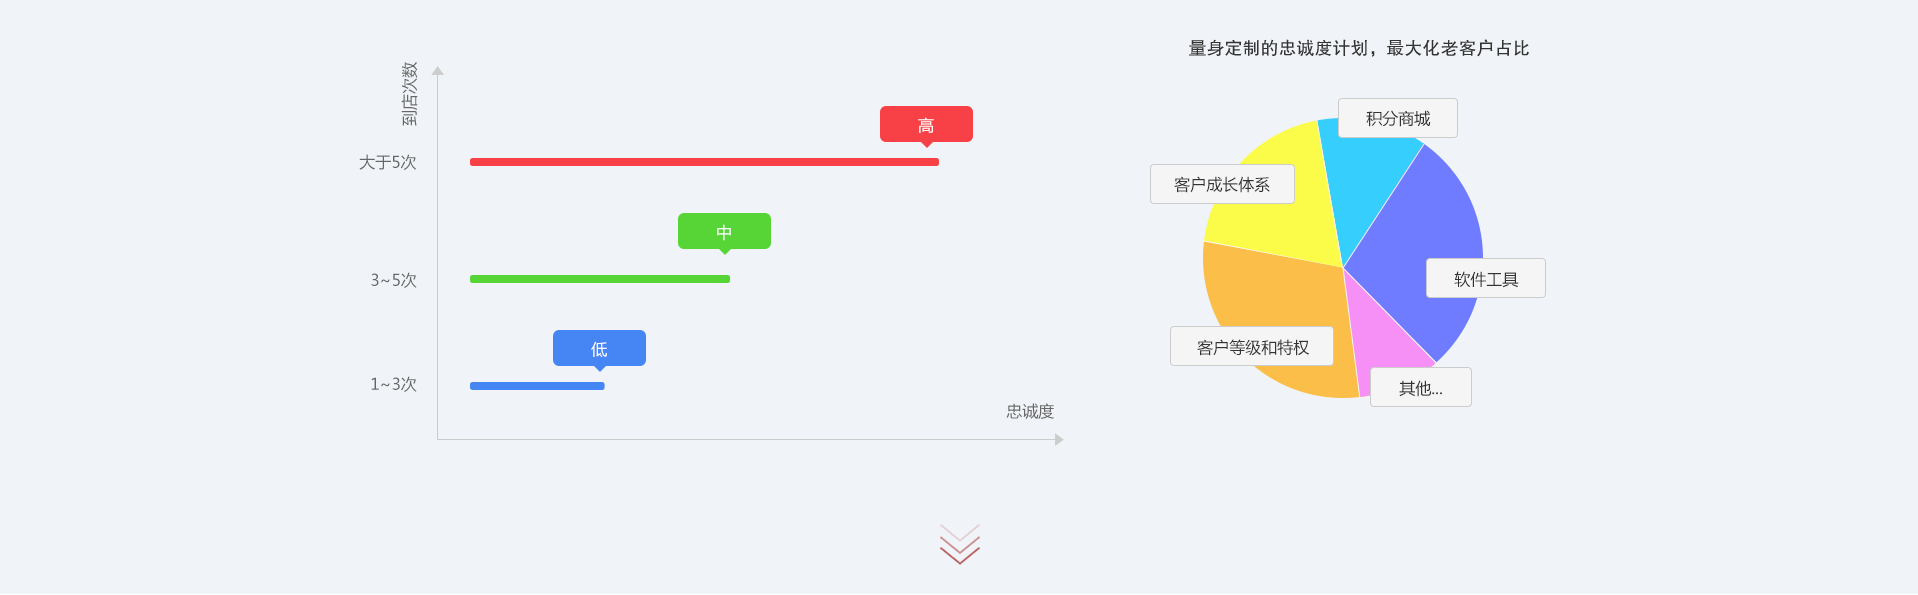 到店次数
高
大于5次
中
3~5次
低
1~3次
忠诚度
量身定制的忠诚度计划，最大化老客户占比
积分商城
客户成长体系
软件工具
客户等级和特权
其他...